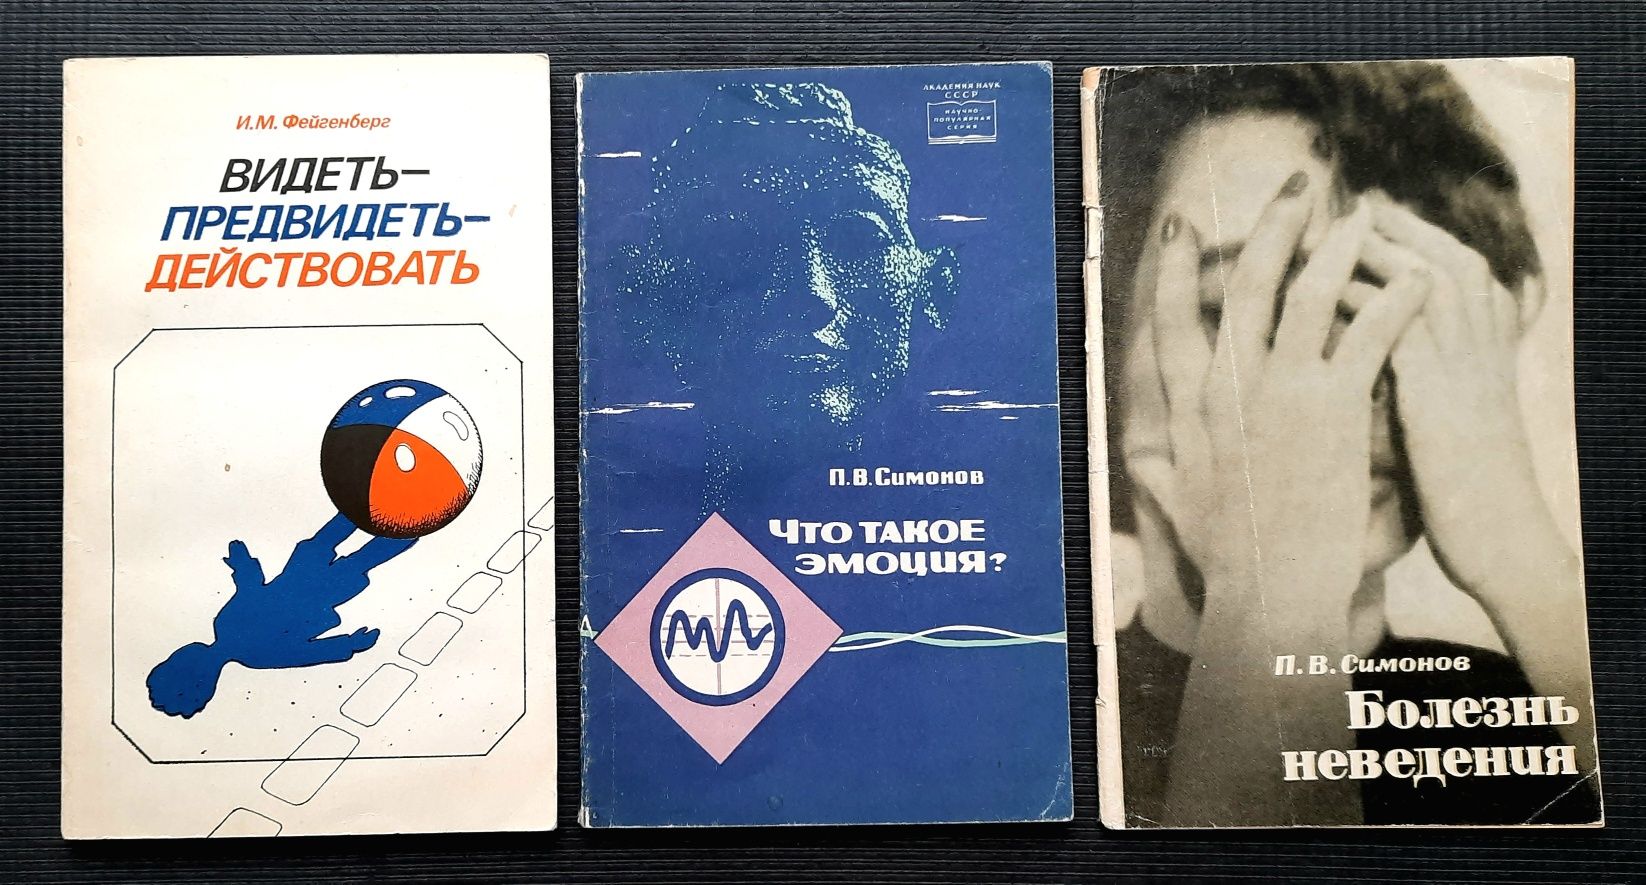 И.М. Фейгенберг
ВИДЕТЬ–
ПРЕДВИДЕТЬ–
ДЕЙСТВОВАТЬ
АКАДЕМИЯ НАУК
СССР
НАУЧНО-
ПОПУЛЯРНАЯ
СЕРИЯ
П.В.Симонов
ЧТО ТАКОЕ
ЭМОЦИЯ?
П.В.Симонов
Болезнь
неведения